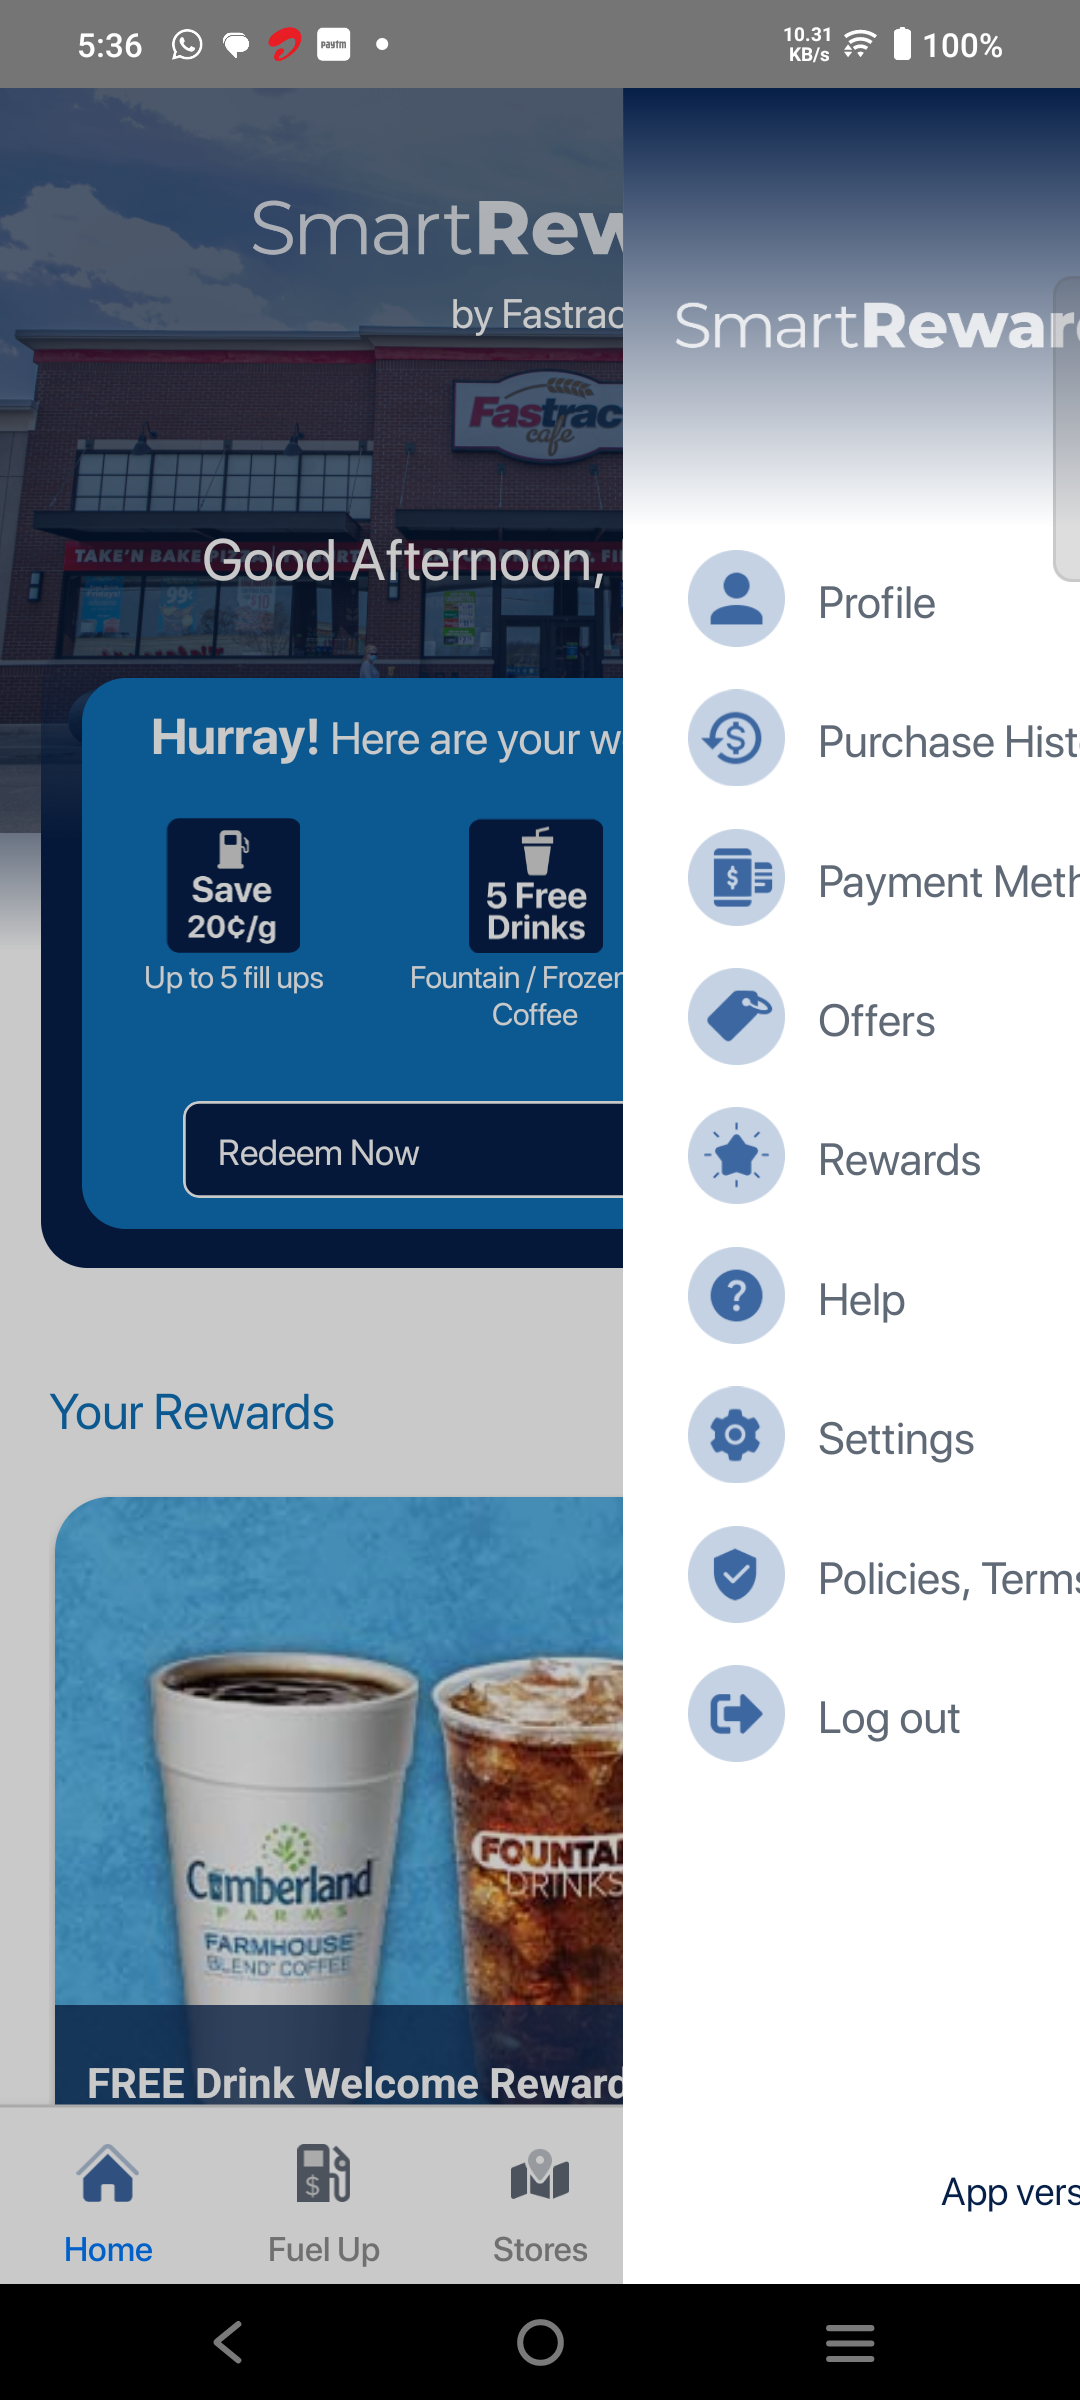 5:36
paytm
10.31
KB/s
100%
SmartRew
by Fastrac
SmartRewar
Fastrac
cafe
TAKE'N BAKE PIZZA
Good Afternoon,
99¢
Hurray! Here are your w
Save
20¢/g
5 Free
Drinks
Up to 5 fill ups
Fountain / Frozen
Coffee
Redeem Now
Your Rewards
Cumberland
FARMS
FARMHOUSE
BLEND COFFEE
FOUNTA
DRINKS
FREE Drink Welcome Reward
Home
Fuel Up
Stores
Profile
Purchase Hist
Payment Meth
Offers
Rewards
Help
Settings
Policies, Terms
Log out
App vers